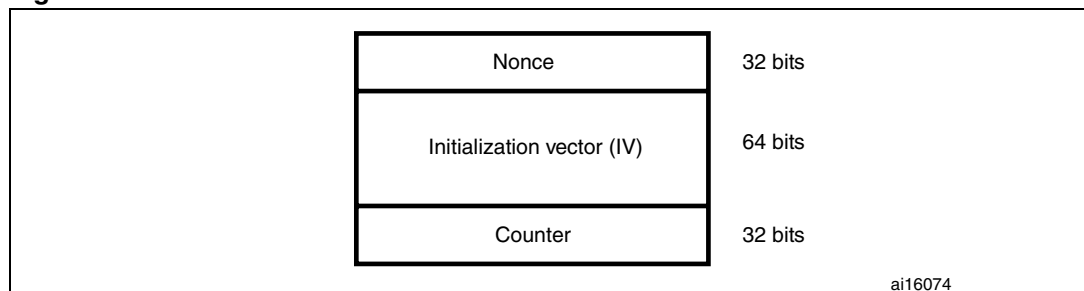 Nonce 32 bits
Initialization vector (IV) 64 bits
Counter 32 bits
ai16074